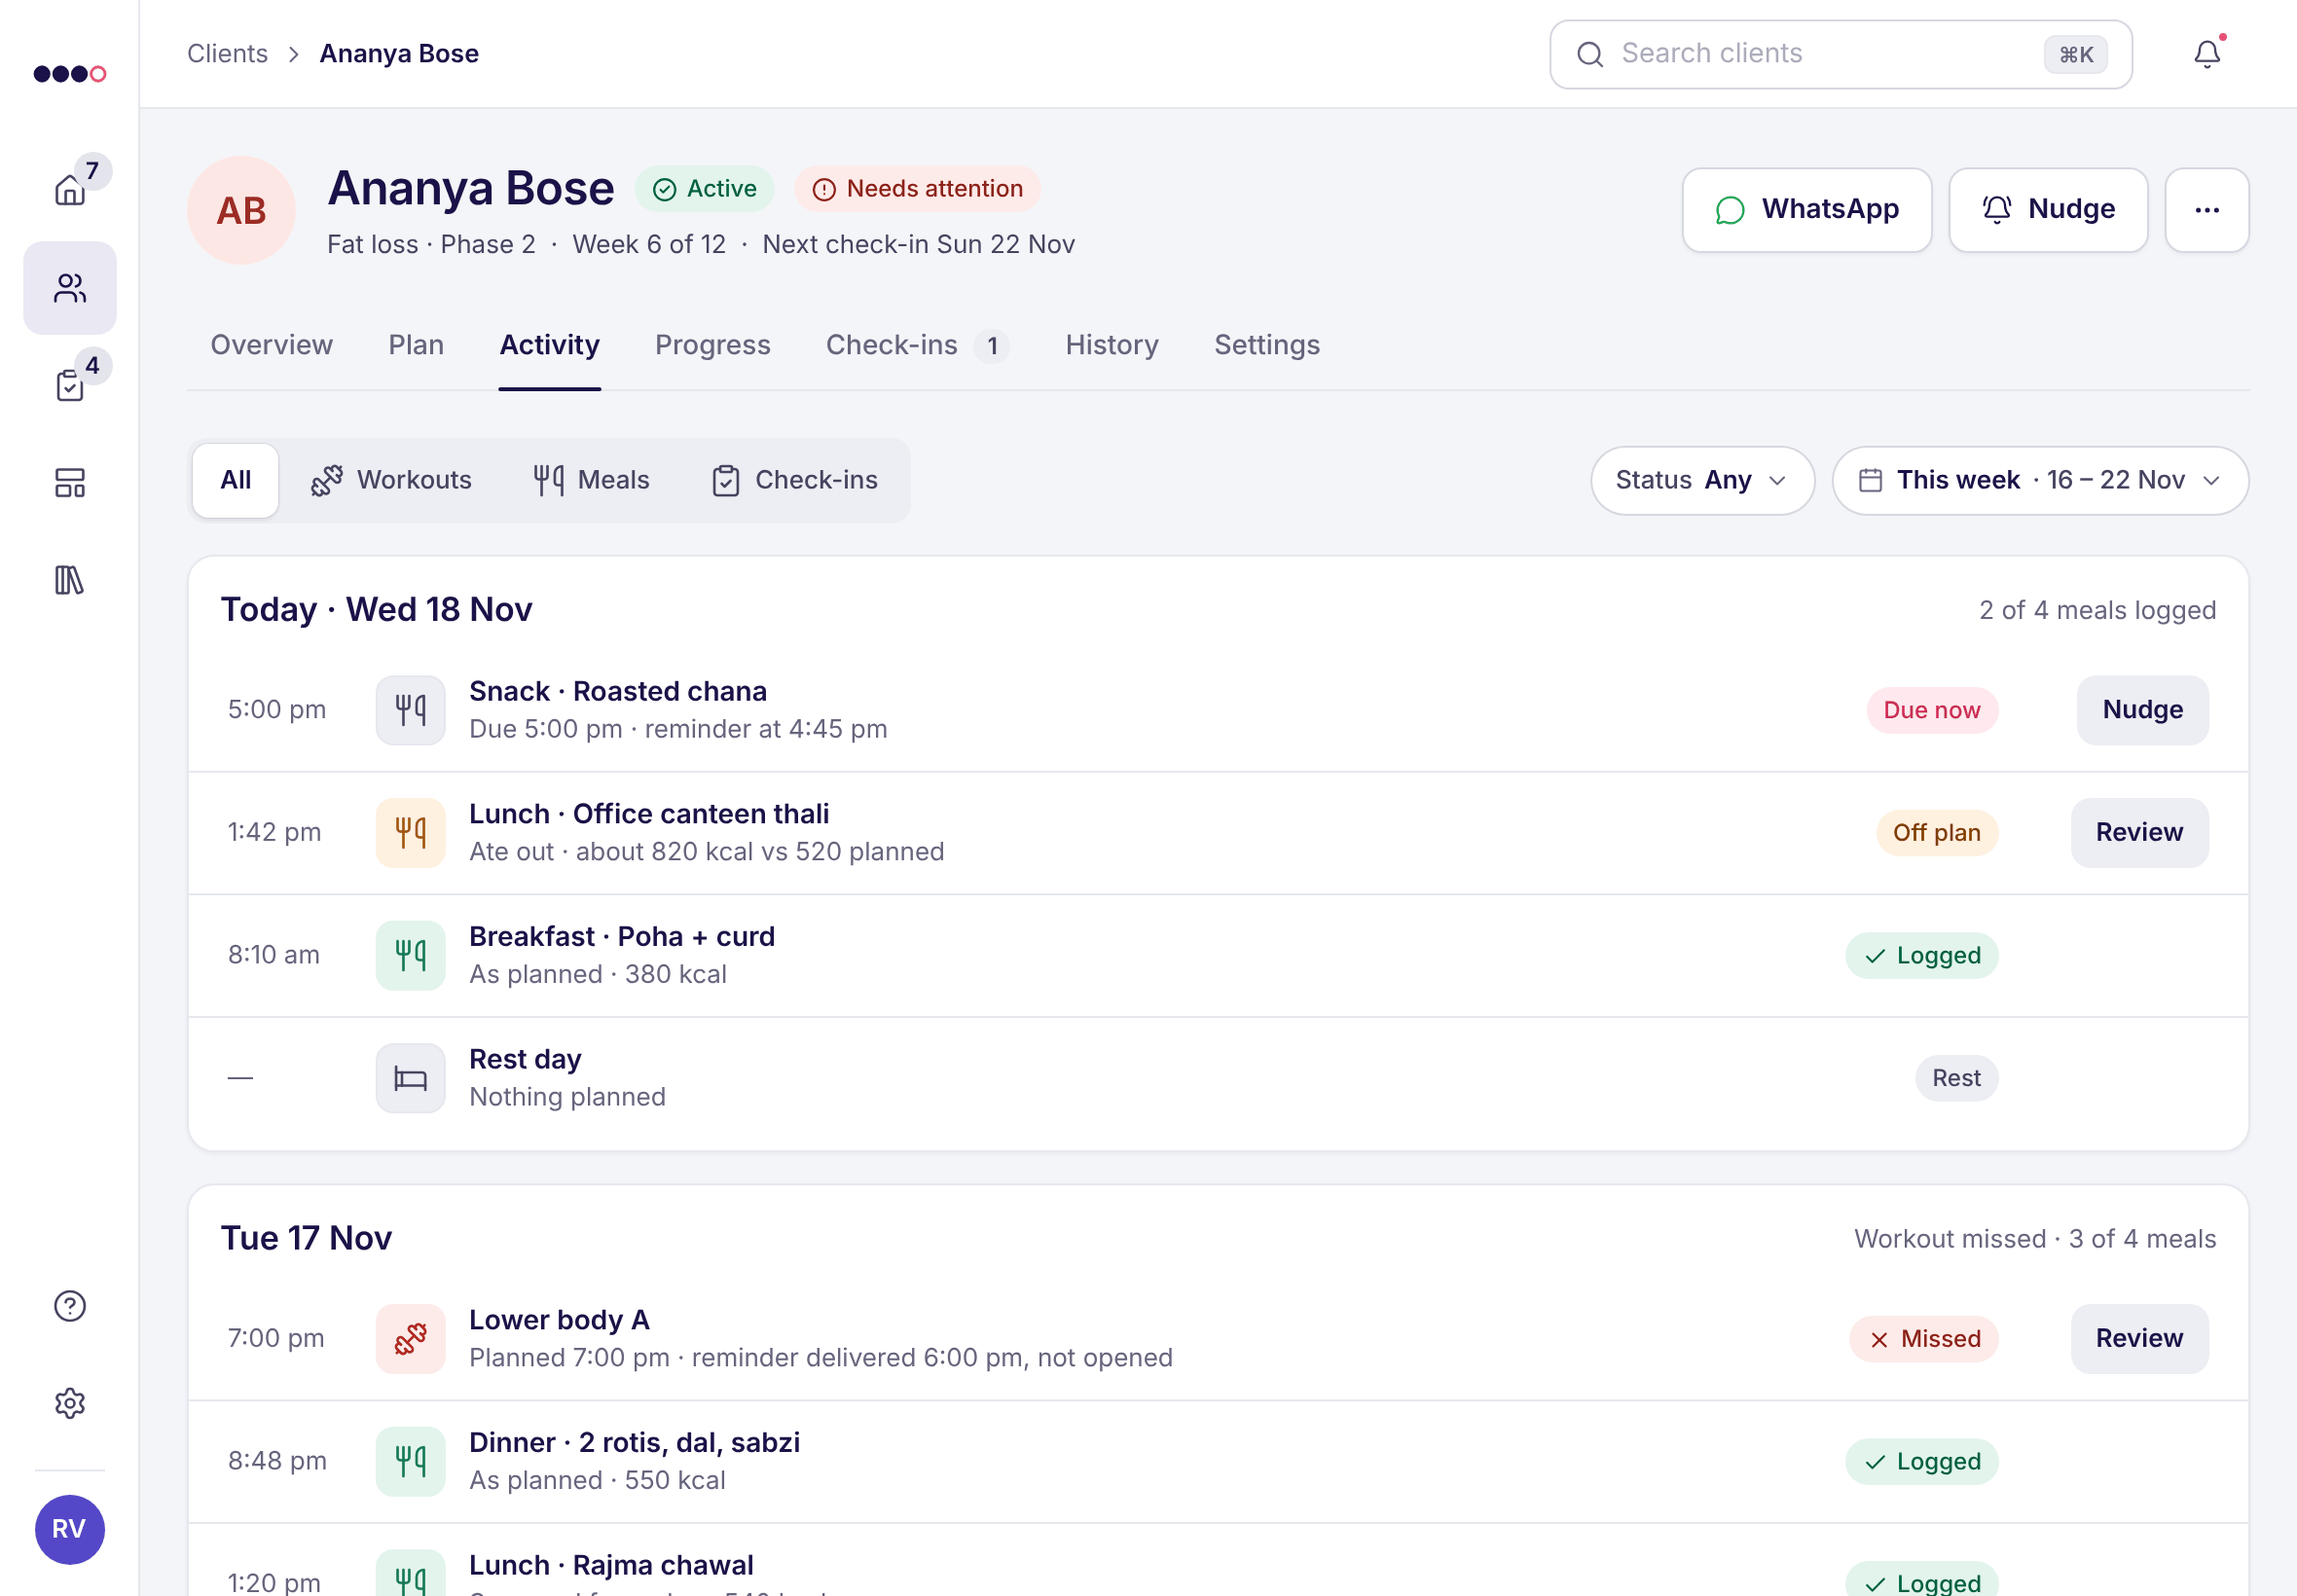 Clients > Ananya Bose
Search clients
⌘K
7
4
AB
Ananya Bose
Active
Needs attention
Fat loss · Phase 2 · Week 6 of 12 · Next check-in Sun 22 Nov
WhatsApp
Nudge
Overview
Plan
Activity
Progress
Check-ins 1
History
Settings
All
Workouts
Meals
Check-ins
Status Any
This week · 16 – 22 Nov
Today · Wed 18 Nov
2 of 4 meals logged
5:00 pm
Snack · Roasted chana
Due 5:00 pm · reminder at 4:45 pm
Due now
Nudge
1:42 pm
Lunch · Office canteen thali
Ate out · about 820 kcal vs 520 planned
Off plan
Review
8:10 am
Breakfast · Poha + curd
As planned · 380 kcal
Logged
—
Rest day
Nothing planned
Rest
Tue 17 Nov
Workout missed · 3 of 4 meals
7:00 pm
Lower body A
Planned 7:00 pm · reminder delivered 6:00 pm, not opened
Missed
Review
8:48 pm
Dinner · 2 rotis, dal, sabzi
As planned · 550 kcal
Logged
1:20 pm
Lunch · Rajma chawal
Logged
RV